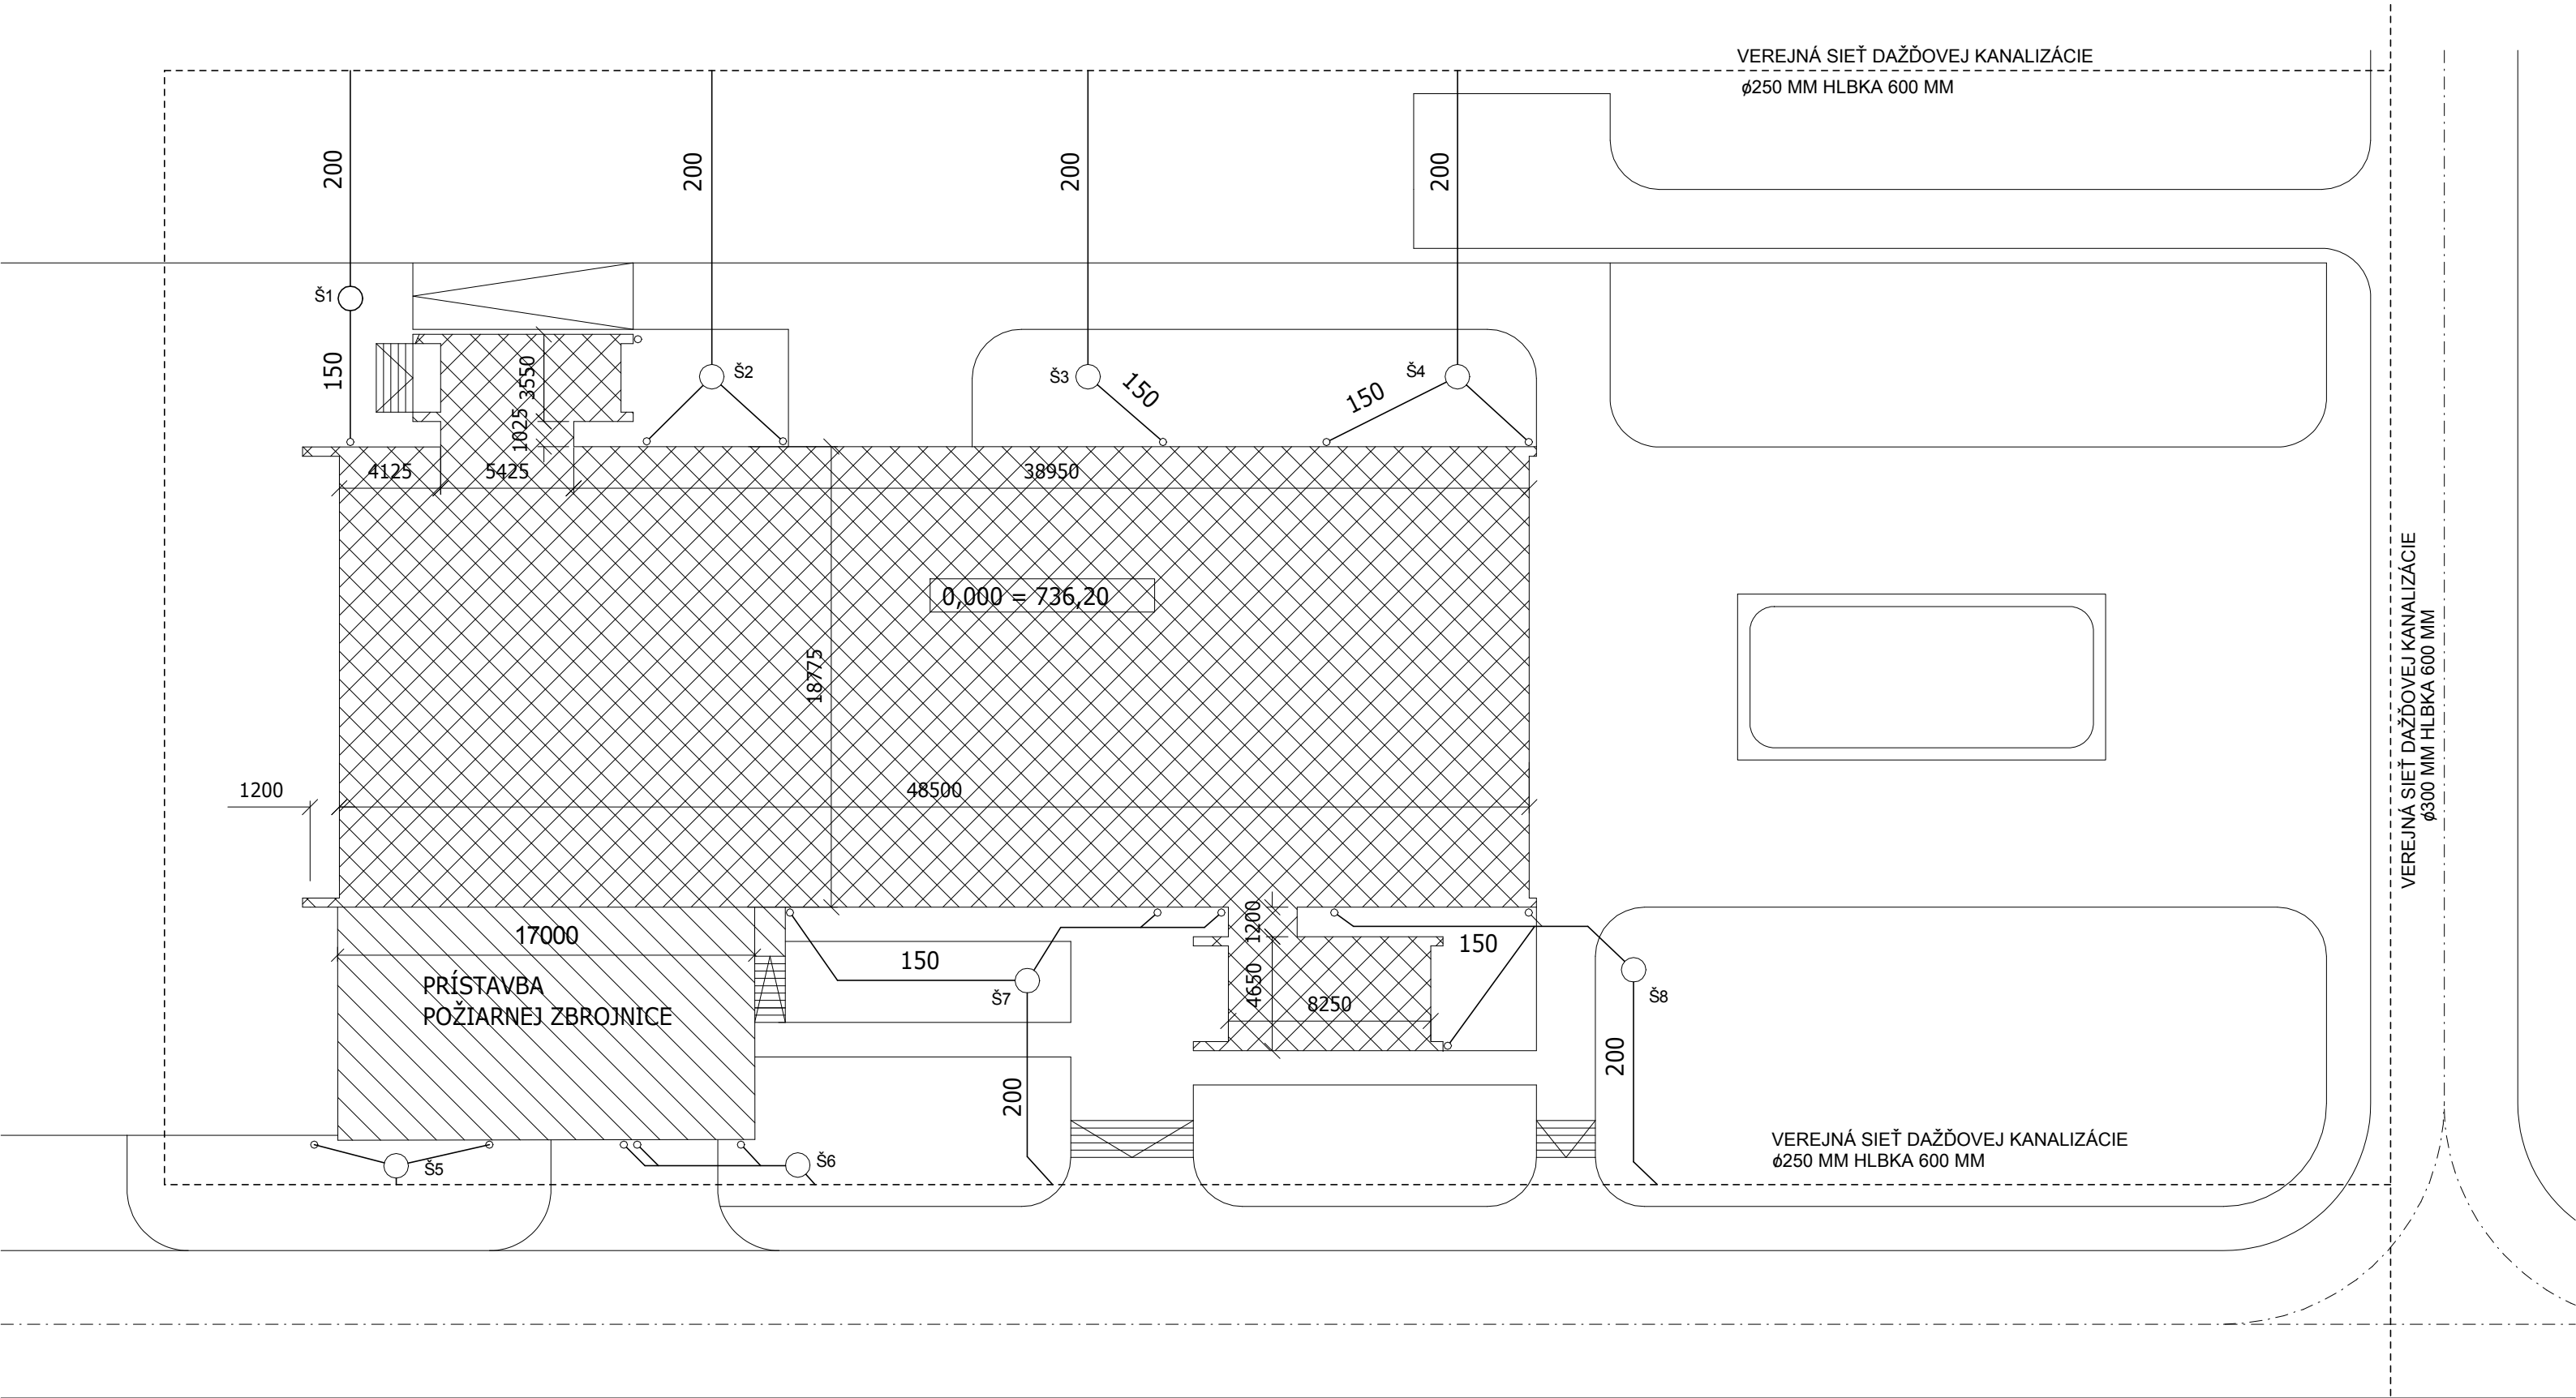 VEREJNÁ SIEŤ DAŽĎOVEJ KANALIZÁCIE
ϕ250 MM HLBKA 600 MM
200
200
200
200
Š1
150
3550
1025
Š2
Š3
150
150
Š4
4125
5425
38950
0,000 = 736,20
18775
VEREJNÁ SIEŤ DAŽĎOVEJ KANALIZÁCIE
ϕ300 MM HLBKA 600 MM
1200
48500
17000
PRÍSTAVBA
POŽIARNEJ ZBROJNICE
150
Š7
1200
4650
8250
150
Š8
200
200
Š5
Š6
VEREJNÁ SIEŤ DAŽĎOVEJ KANALIZÁCIE
ϕ250 MM HLBKA 600 MM